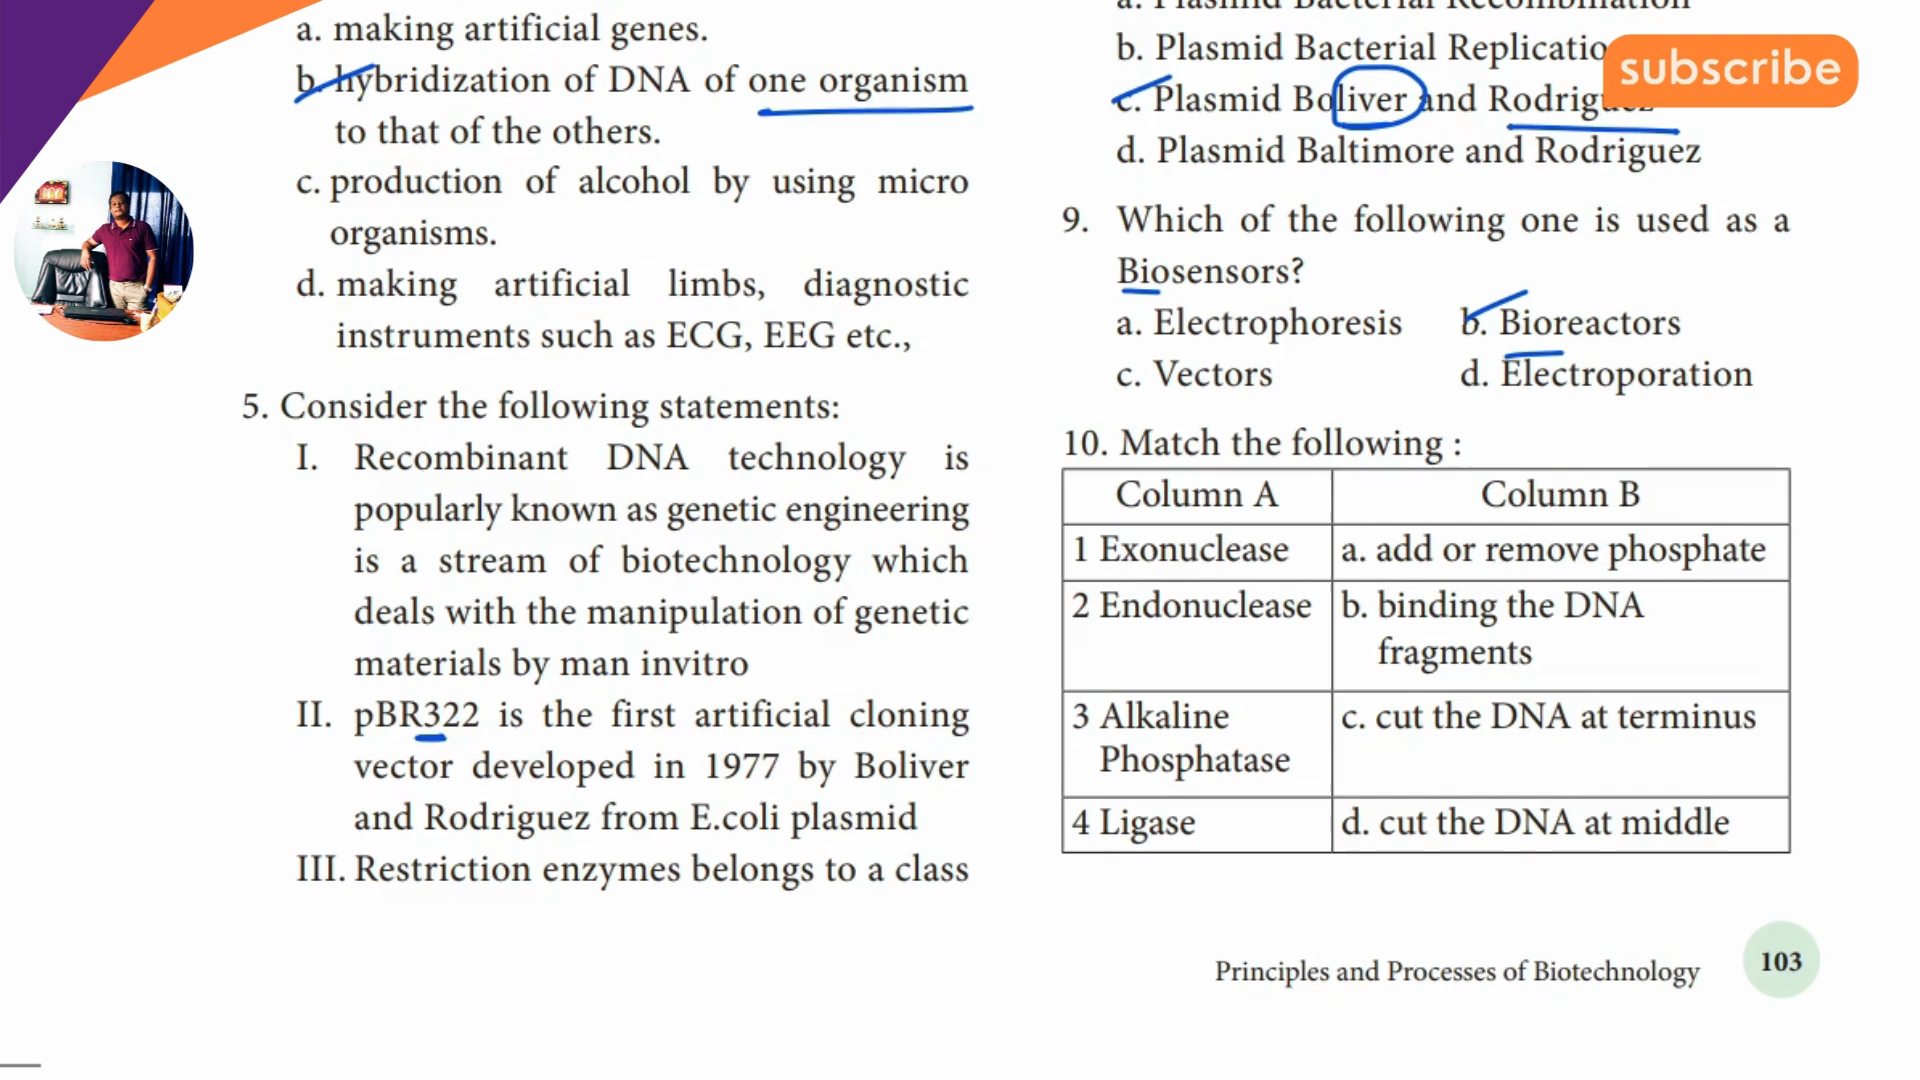 a. making artificial genes.
b. hybridization of DNA of one organism
to that of the others.
c. production of alcohol by using micro
organisms.
d. making artificial limbs, diagnostic
instruments such as ECG, EEG etc.,
5. Consider the following statements:
I. Recombinant DNA technology is
popularly known as genetic engineering
is a stream of biotechnology which
deals with the manipulation of genetic
materials by man invitro
II. pBR322 is the first artificial cloning
vector developed in 1977 by Boliver
and Rodriguez from E.coli plasmid
III. Restriction enzymes belongs to a class
a. Plasmid Bacterial Recombination
b. Plasmid Bacterial Replicatio
c. Plasmid Boliver and Rodriguez
d. Plasmid Baltimore and Rodriguez
subscribe
9. Which of the following one is used as a
Biosensors?
a. Electrophoresis b. Bioreactors
c. Vectors d. Electroporation
10. Match the following :
Column A Column B
1 Exonuclease a. add or remove phosphate
2 Endonuclease b. binding the DNA
fragments
3 Alkaline c. cut the DNA at terminus
Phosphatase
4 Ligase d. cut the DNA at middle
Principles and Processes of Biotechnology 103